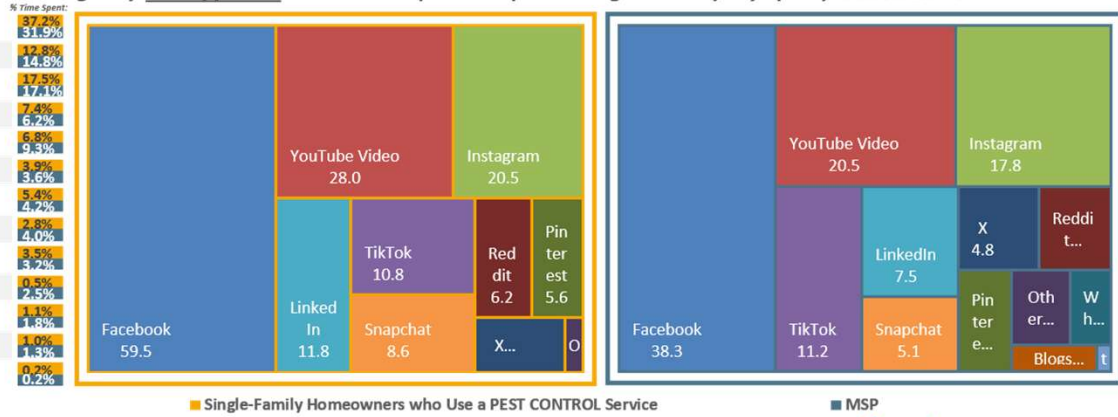 % Time Spent:
37.2%
31.9%
12.8%
14.8%
17.5%
17.1%
7.4%
6.2%
6.8%
9.3%
3.9%
3.6%
5.4%
4.2%
2.8%
4.0%
3.5%
3.2%
0.5%
2.5%
1.1%
1.8%
1.0%
1.3%
0.2%
0.2%
Facebook
59.5
YouTube Video
28.0
Instagram
20.5
Linked
In
11.8
TikTok
10.8
Snapchat
8.6
Red
dit
6.2
Pin
ter
est
5.6
X...
O
Facebook
38.3
YouTube Video
20.5
Instagram
17.8
TikTok
11.2
LinkedIn
7.5
Snapchat
5.1
X
4.8
Reddi
t...
Pin
ter
e...
Oth
er...
W
h...
Blogs...
t
Single-Family Homeowners who Use a PEST CONTROL Service
MSP